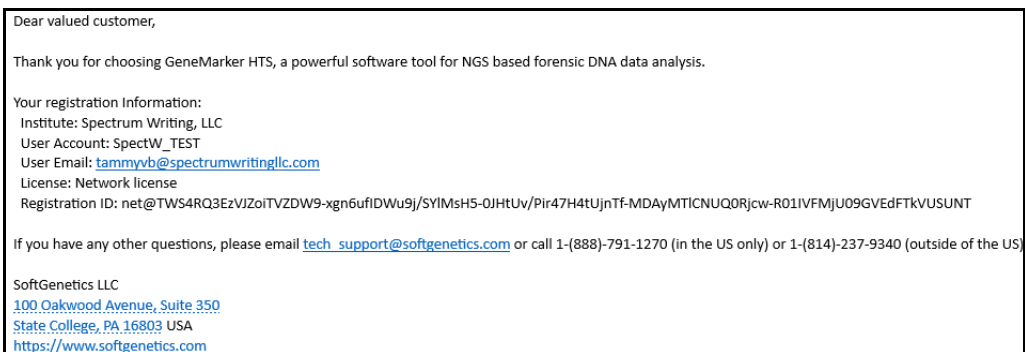 Dear valued customer,
Thank you for choosing GeneMarker HTS, a powerful software tool for NGS based forensic DNA data analysis.
Your registration Information:
Institute: Spectrum Writing, LLC
User Account: SpectW_TEST
User Email: tammyvb@spectrumwritingllc.com
License: Network license
Registration ID: net@TWS4RQ3EzVJZoiTVZDW9-xgn6ufIDWu9j/SYlMsH5-0JHtUv/Pir47H4tUjnTf-MDAyMTlCNUQ0Rjcw-R01IVFMjU09GVEdFTkVUSUNT
If you have any other questions, please email tech_support@softgenetics.com or call 1-(888)-791-1270 (in the US only) or 1-(814)-237-9340 (outside of the US)
SoftGenetics LLC
100 Oakwood Avenue, Suite 350
State College, PA 16803 USA
https://www.softgenetics.com